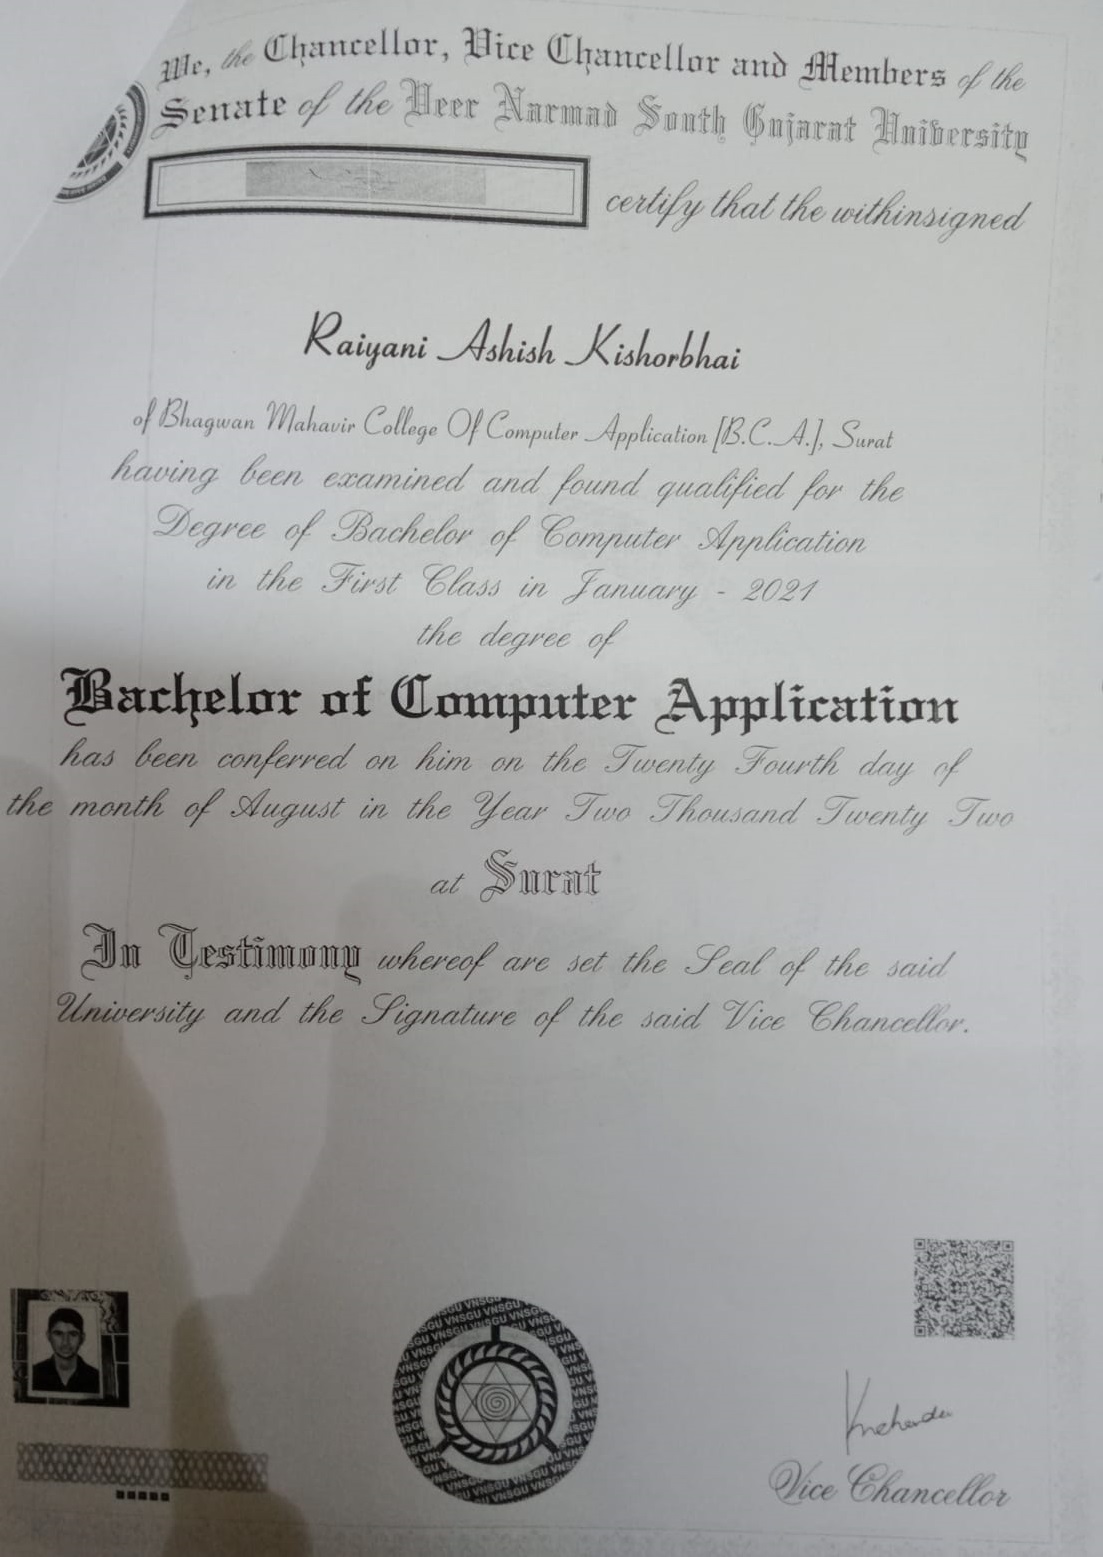 We, the Chancellor, Vice Chancellor and Members of the
Senate of the Veer Narmad South Gujarat University
certify that the withinsigned
Raiyani Ashish Kishorbhai
of Bhagwan Mahavir College Of Computer Application [B.C.A.], Surat
having been examined and found qualified for the
Degree of Bachelor of Computer Application
in the First Class in January - 2021
the degree of
Bachelor of Computer Application
has been conferred on him on the Twenty Fourth day of
the month of August in the Year Two Thousand Twenty Two
at Surat
In Testimony whereof are set the Seal of the said
University and the Signature of the said Vice Chancellor.
VNSGU VNSGU VNSGU
Vice Chancellor